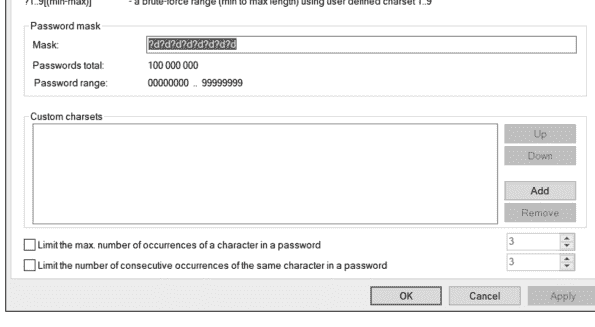 ?1..9[(min-max)] - a brute-force range (min to max length) using user defined charset 1..9
Password mask
Mask: ?d?d?d?d?d?d?d?d
Passwords total: 100 000 000
Password range: 00000000 .. 99999999
Custom charsets
Up
Down
Add
Remove
Limit the max. number of occurrences of a character in a password 3
Limit the number of consecutive occurrences of the same character in a password 3
OK Cancel Apply